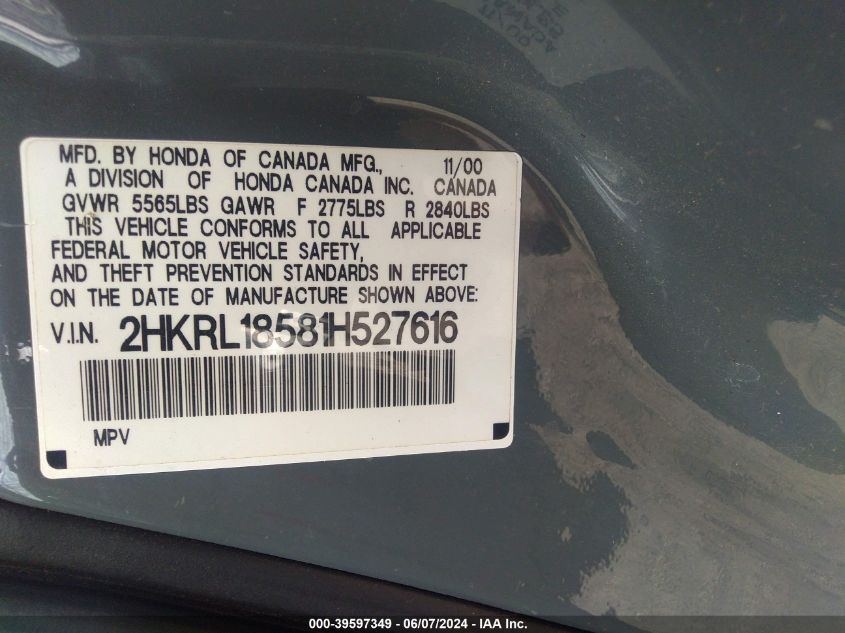 MFD. BY HONDA OF CANADA MFG., 11/00
A DIVISION OF HONDA CANADA INC. CANADA
GVWR 5565LBS GAWR F 2775LBS R 2840LBS
THIS VEHICLE CONFORMS TO ALL APPLICABLE
FEDERAL MOTOR VEHICLE SAFETY,
AND THEFT PREVENTION STANDARDS IN EFFECT
ON THE DATE OF MANUFACTURE SHOWN ABOVE:
V.I.N. 2HKRL18581H527616
MPV
000-39597349 - 06/07/2024 - IAA Inc.